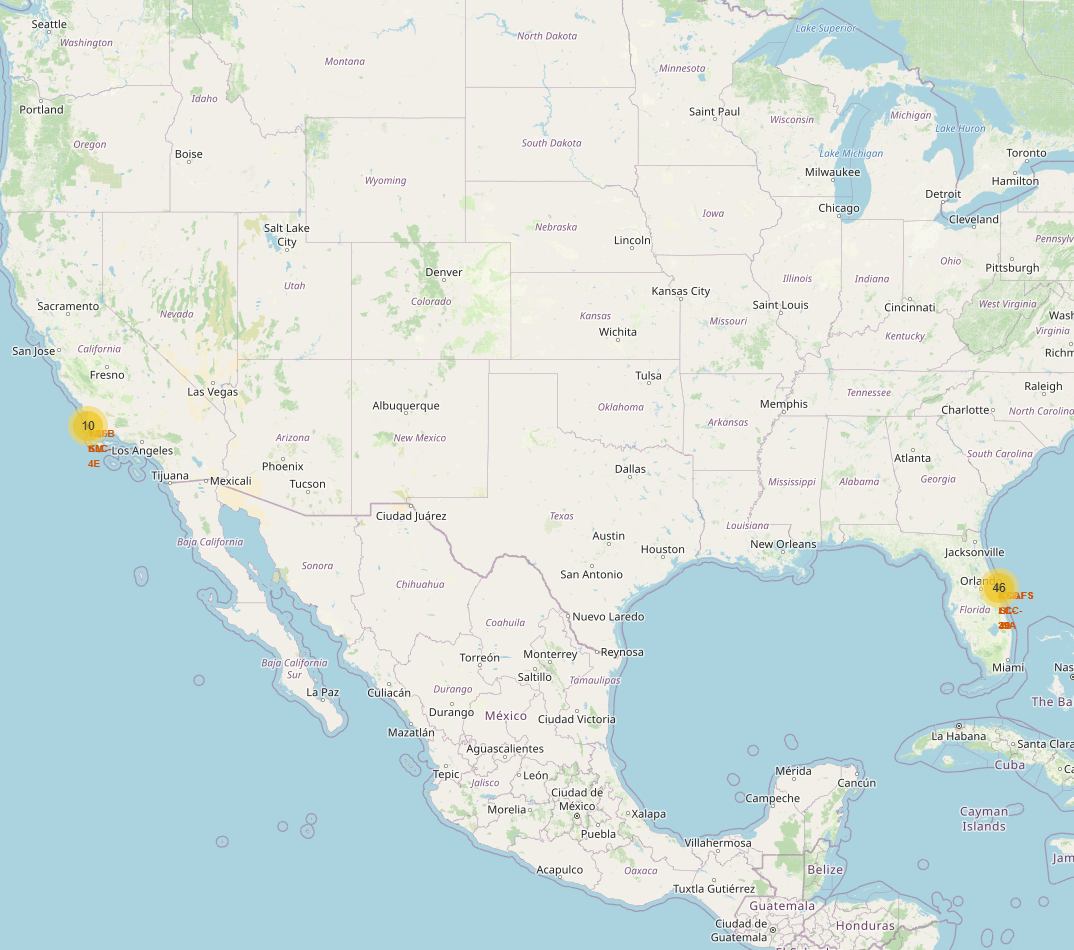 Seattle
Washington
Montana
North Dakota
Lake Superior
Minnesota
Portland
Idaho
Oregon
Boise
Saint Paul
Wisconsin
Michigan
Lake Huron
South Dakota
Lake Michigan
Toronto
Wyoming
Milwaukee
Hamilton
Detroit
Chicago
Cleveland
Iowa
Salt Lake
City
Nebraska
Lincoln
Pennsylv
Ohio
Pittsburgh
Denver
Utah
Illinois
Indiana
Kansas City
Colorado
Sacramento
Nevada
Saint Louis
Cincinnati
West Virginia
Kansas
Missouri
Wash
Wichita
Kentucky
Virginia
San Jose
California
Richm
Fresno
Tulsa
Las Vegas
Tennessee
Raleigh
Albuquerque
Oklahoma
Memphis
Charlotte
North Carolina
10
Arkansas
Arizona
New Mexico
Los Angeles
4E
Atlanta
South Carolina
Phoenix
Dallas
Tijuana
Mexicali
Tucson
Mississippi
Alabama
Georgia
Ciudad Juárez
Texas
Louisiana
Austin
New Orleans
Baja California
Houston
Jacksonville
Sonora
San Antonio
Chihuahua
Orlando
46
Florida
Nuevo Laredo
Coahuila
Reynosa
Torreón
Monterrey
Baja California
Sur
Saltillo
Miami
Nas
Tamaulipas
La Paz
Culiacán
Durango
Durango
México
Ciudad Victoria
The Ba
Mazatlán
La Habana
Santa Clara
Aguascalientes
Cuba
Ca
Tepic
León
Jalisco
Mérida
Cancún
Ciudad de
México
Campeche
Morelia
Xalapa
Cayman
Islands
Puebla
Villahermosa
Jam
Acapulco
Oaxaca
Belize
Tuxtla Gutiérrez
Guatemala
Ciudad de
Guatemala
Honduras